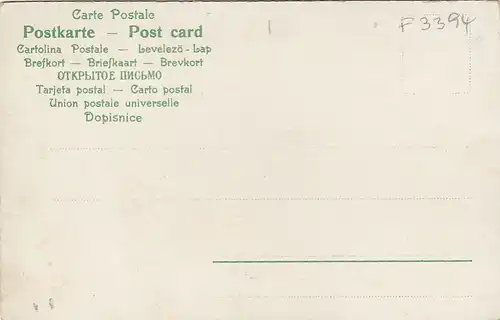 Carte Postale
F 3394
Postkarte — Post card
Cartolina Postale — Levelezö-Lap
Brefkort — Briefkaart — Brevkort
ОТКРЫТОЕ ПИСЬМО
Tarjeta postal — Carto postal
Union postale universelle
Dopisnice